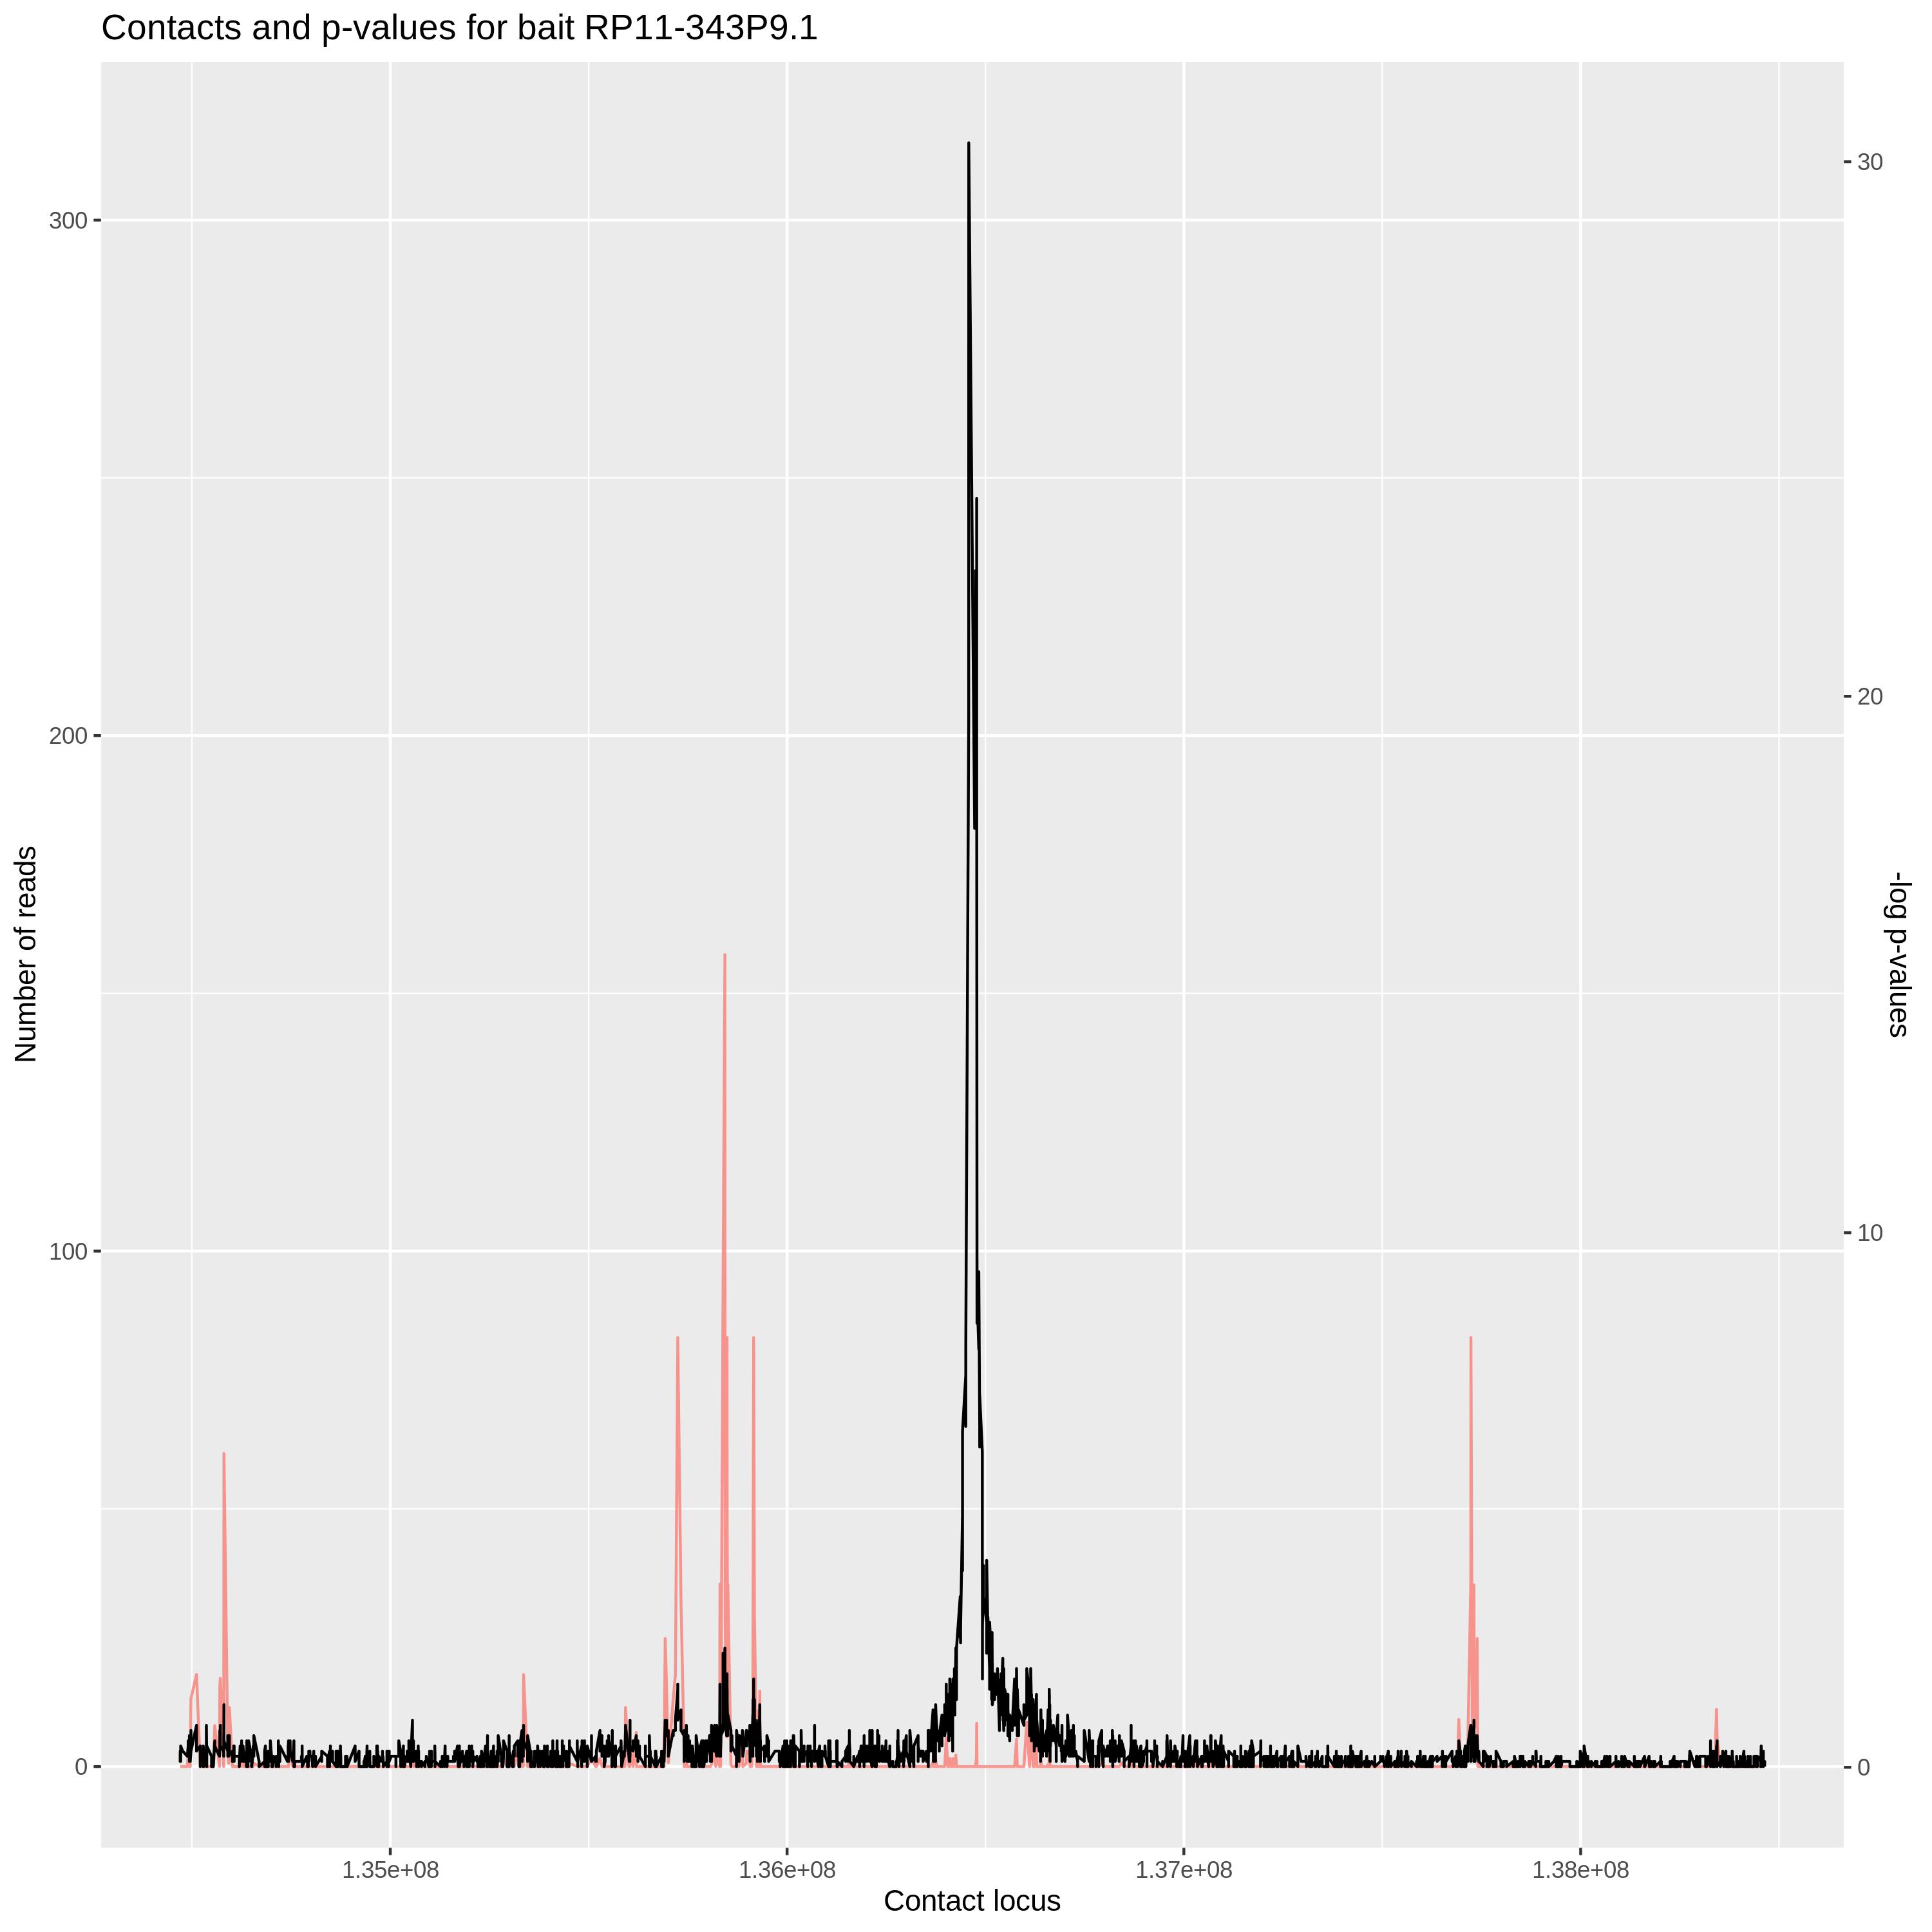 Contacts and p-values for bait RP11-343P9.1
300
200
100
0
Number of reads
30
20
10
0
-log p-values
1.35e+08
1.36e+08
1.37e+08
1.38e+08
Contact locus